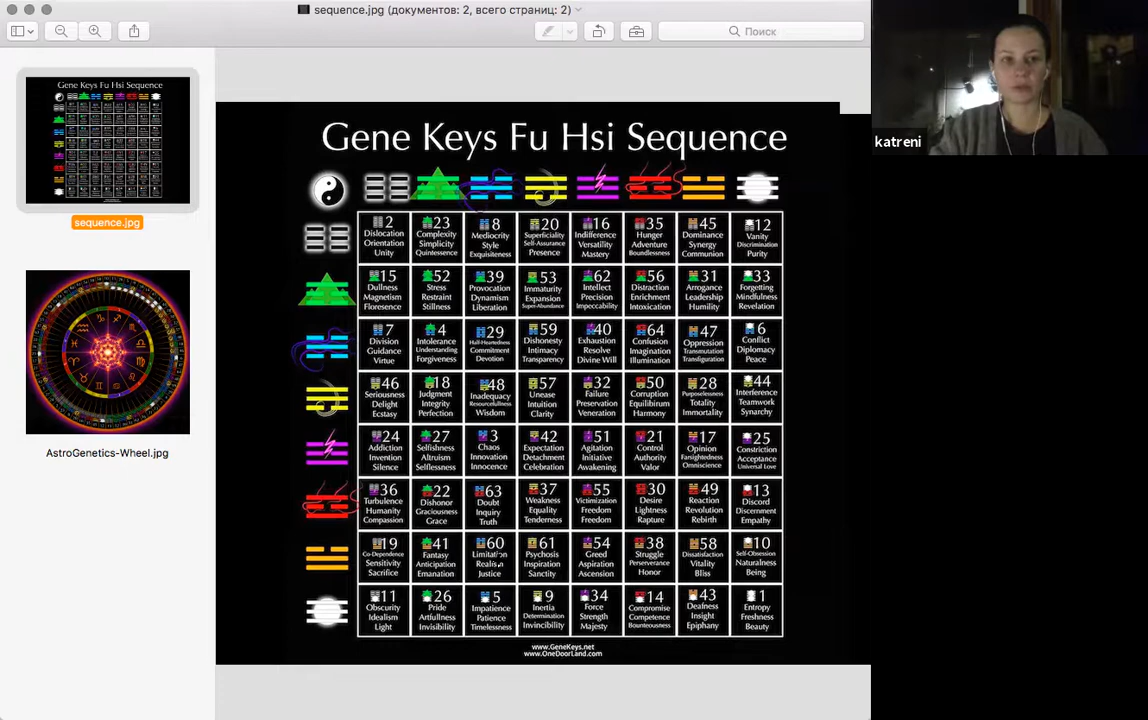 sequence.jpg (документов: 2, всего страниц: 2)
Поиск
sequence.jpg
AstroGenetics-Wheel.jpg
katreni
Gene Keys Fu Hsi Sequence
2 23 8 20 16 35 45 12
Dislocation Complexity Mediocrity Superficiality Indifference Hunger Dominance Vanity
Orientation Simplicity Style Self-Assurance Versatility Adventure Synergy Discrimination
Unity Quintessence Exquisiteness Presence Mastery Boundlessness Communion Purity
15 52 39 53 62 56 31 33
Dullness Stress Provocation Immaturity Intellect Distraction Arrogance Forgetting
Magnetism Restraint Dynamism Expansion Precision Enrichment Leadership Mindfulness
Floresence Stillness Liberation Super-Abundance Impeccability Intoxication Humility Revelation
7 4 29 59 40 64 47 6
Division Intolerance Half-Heartedness Dishonesty Exhaustion Confusion Oppression Conflict
Guidance Understanding Commitment Intimacy Resolve Imagination Transmutation Diplomacy
Virtue Forgiveness Devotion Transparency Divine Will Illumination Transfiguration Peace
46 18 48 57 32 50 28 44
Seriousness Judgment Inadequacy Unease Failure Corruption Purposelessness Interference
Delight Integrity Resourcefullness Intuition Preservation Equilibirum Totality Teamwork
Ecstasy Perfection Wisdom Clarity Veneration Harmony Immortality Synarchy
24 27 3 42 51 21 17 25
Addiction Selfishness Chaos Expectation Agitation Control Opinion Constriction
Invention Altruism Innovation Detachment Initiative Authority Farsightedness Acceptance
Silence Selflessness Innocence Celebration Awakening Valor Omniscience Universal Love
36 22 63 37 55 30 49 13
Turbulence Dishonor Doubt Weakness Victimization Desire Reaction Discord
Humanity Graciousness Inquiry Equality Freedom Lightness Revolution Discernment
Compassion Grace Truth Tenderness Freedom Rapture Rebirth Empathy
19 41 60 61 54 38 58 10
Co-Dependence Fantasy Limitation Psychosis Greed Struggle Dissatisfaction Self-Obsession
Sensitivity Anticipation Realism Inspiration Aspiration Perserverance Vitality Naturalness
Sacrifice Emanation Justice Sanctity Ascension Honor Bliss Being
11 26 5 9 34 14 43 1
Obscurity Pride Impatience Inertia Force Compromise Deafness Entropy
Idealism Artfullness Patience Determination Strength Competence Insight Freshness
Light Invisibility Timelessness Invincibility Majesty Bounteousness Epiphany Beauty
www.GeneKeys.net
www.OneDoorLand.com